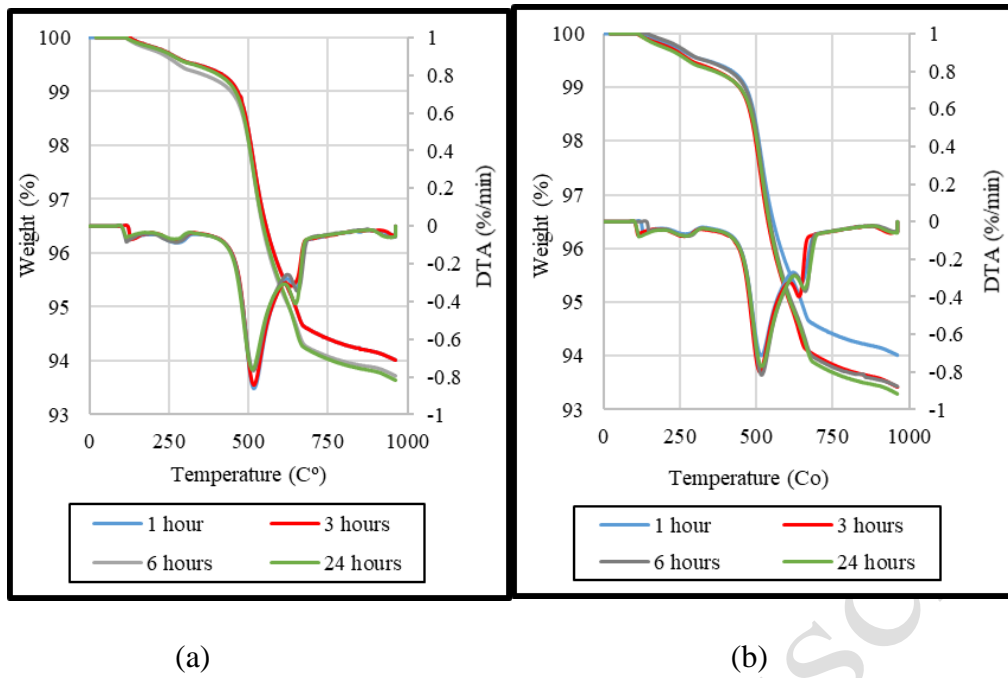 100
99
98
97
96
95
94
93
Weight (%)
1
0.8
0.6
0.4
0.2
0
-0.2
-0.4
-0.6
-0.8
-1
DTA (%/min)
0 250 500 750 1000
Temperature (Cº)
1 hour 3 hours
6 hours 24 hours
(a)
100
99
98
97
96
95
94
93
Weight (%)
1
0.8
0.6
0.4
0.2
0
-0.2
-0.4
-0.6
-0.8
-1
DTA (%/min)
0 250 500 750 1000
Temperature (Co)
1 hour 3 hours
6 hours 24 hours
(b)